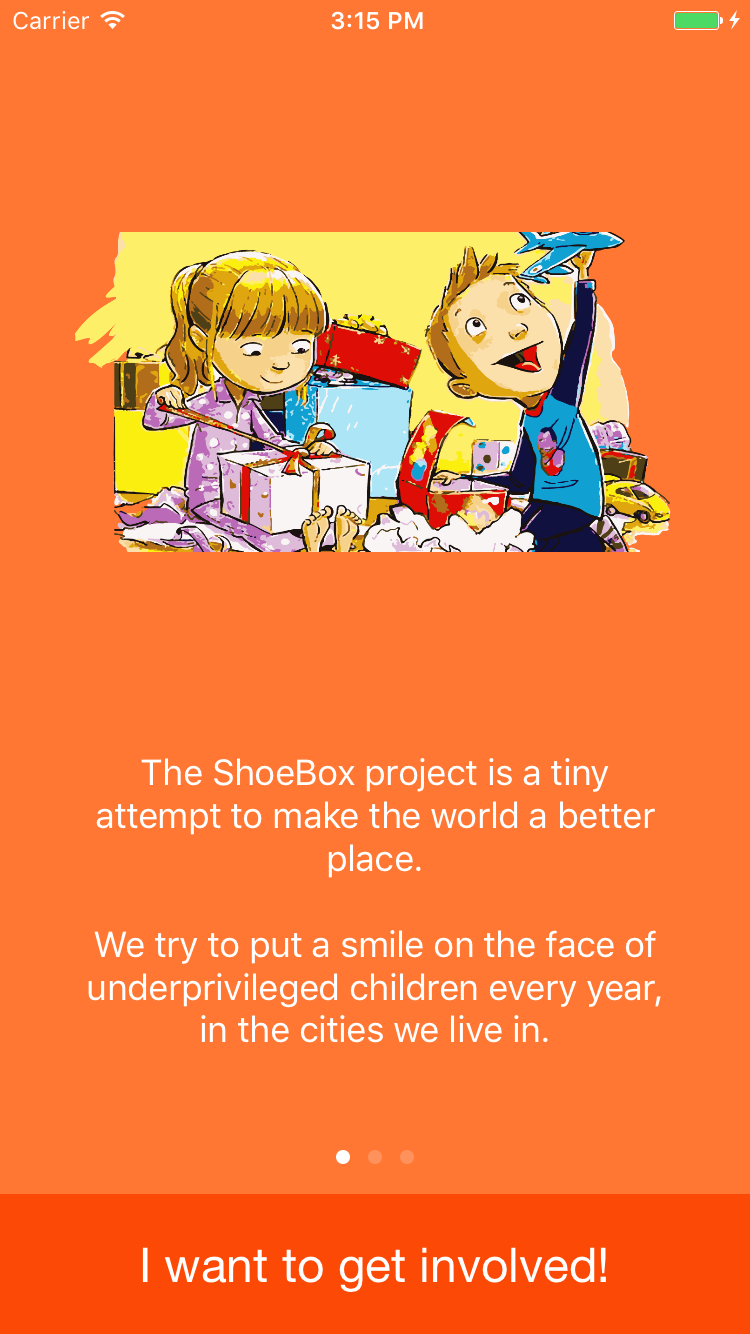 Carrier 3:15 PM
The ShoeBox project is a tiny
attempt to make the world a better
place.
We try to put a smile on the face of
underprivileged children every year,
in the cities we live in.
I want to get involved!